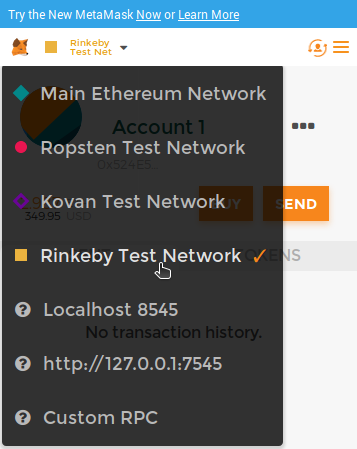 Try the New MetaMask Now or Learn More
Rinkeby
Test Net
Main Ethereum Network
Account 1
Ropsten Test Network
0x524E5...
Kovan Test Network
349.95 USD
BUY
SEND
Rinkeby Test Network
TOKENS
Localhost 8545
No transaction history.
http://127.0.0.1:7545
Custom RPC